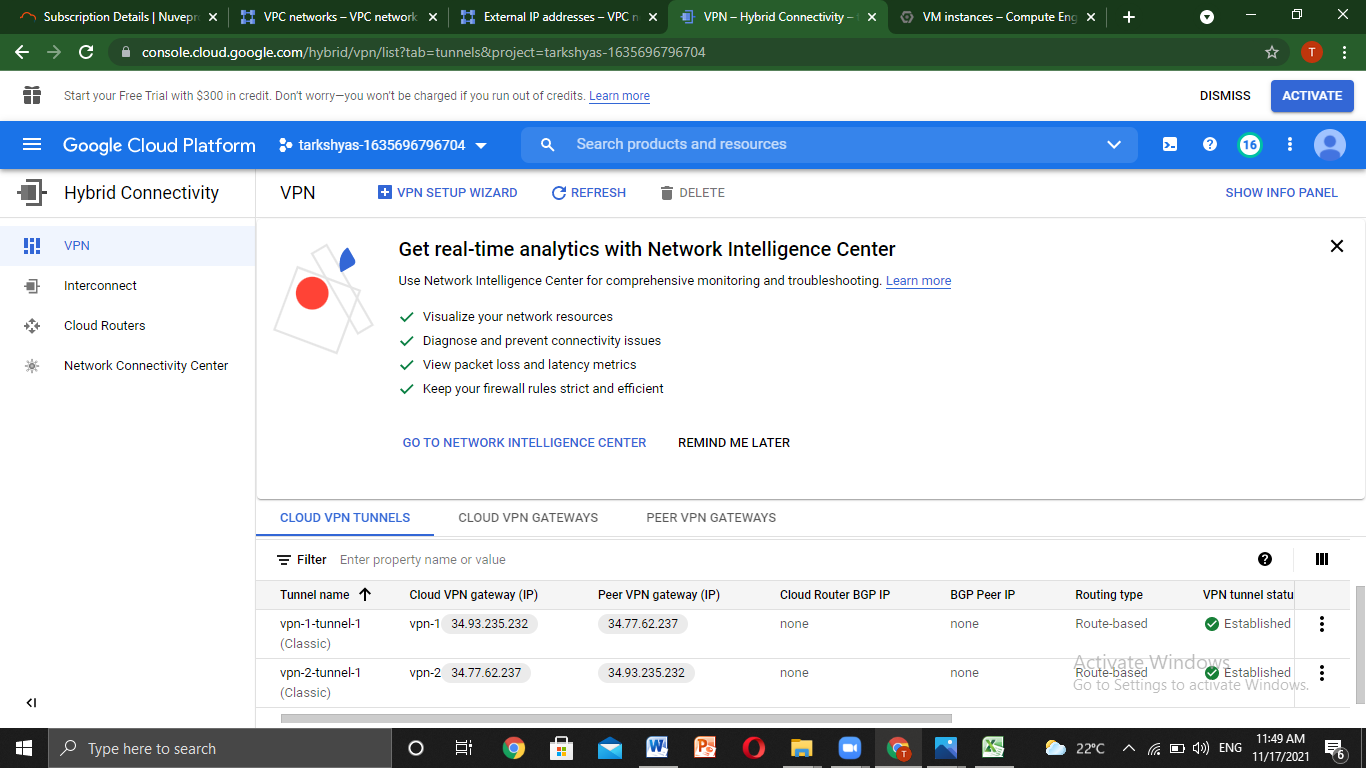 Subscription Details | Nuvepr
VPC networks – VPC network
External IP addresses – VPC n
VPN – Hybrid Connectivity –
VM instances – Compute Eng
console.cloud.google.com/hybrid/vpn/list?tab=tunnels&project=tarkshyas-1635696796704
T
Start your Free Trial with $300 in credit. Don't worry—you won't be charged if you run out of credits. Learn more
DISMISS
ACTIVATE
Google Cloud Platform
tarkshyas-1635696796704
Search products and resources
16
Hybrid Connectivity
VPN
VPN SETUP WIZARD
REFRESH
DELETE
SHOW INFO PANEL
VPN
Interconnect
Cloud Routers
Network Connectivity Center
Get real-time analytics with Network Intelligence Center
Use Network Intelligence Center for comprehensive monitoring and troubleshooting. Learn more
Visualize your network resources
Diagnose and prevent connectivity issues
View packet loss and latency metrics
Keep your firewall rules strict and efficient
GO TO NETWORK INTELLIGENCE CENTER
REMIND ME LATER
CLOUD VPN TUNNELS
CLOUD VPN GATEWAYS
PEER VPN GATEWAYS
Filter Enter property name or value
Tunnel name Cloud VPN gateway (IP) Peer VPN gateway (IP) Cloud Router BGP IP BGP Peer IP Routing type VPN tunnel statu
vpn-1-tunnel-1 vpn-1 34.93.235.232 34.77.62.237 none none Route-based Established
(Classic)
vpn-2-tunnel-1 vpn-2 34.77.62.237 34.93.235.232 none none Route-based Established
(Classic)
Activate Windows
Go to Settings to activate Windows.
Type here to search
22°C
ENG
11:49 AM
11/17/2021
6